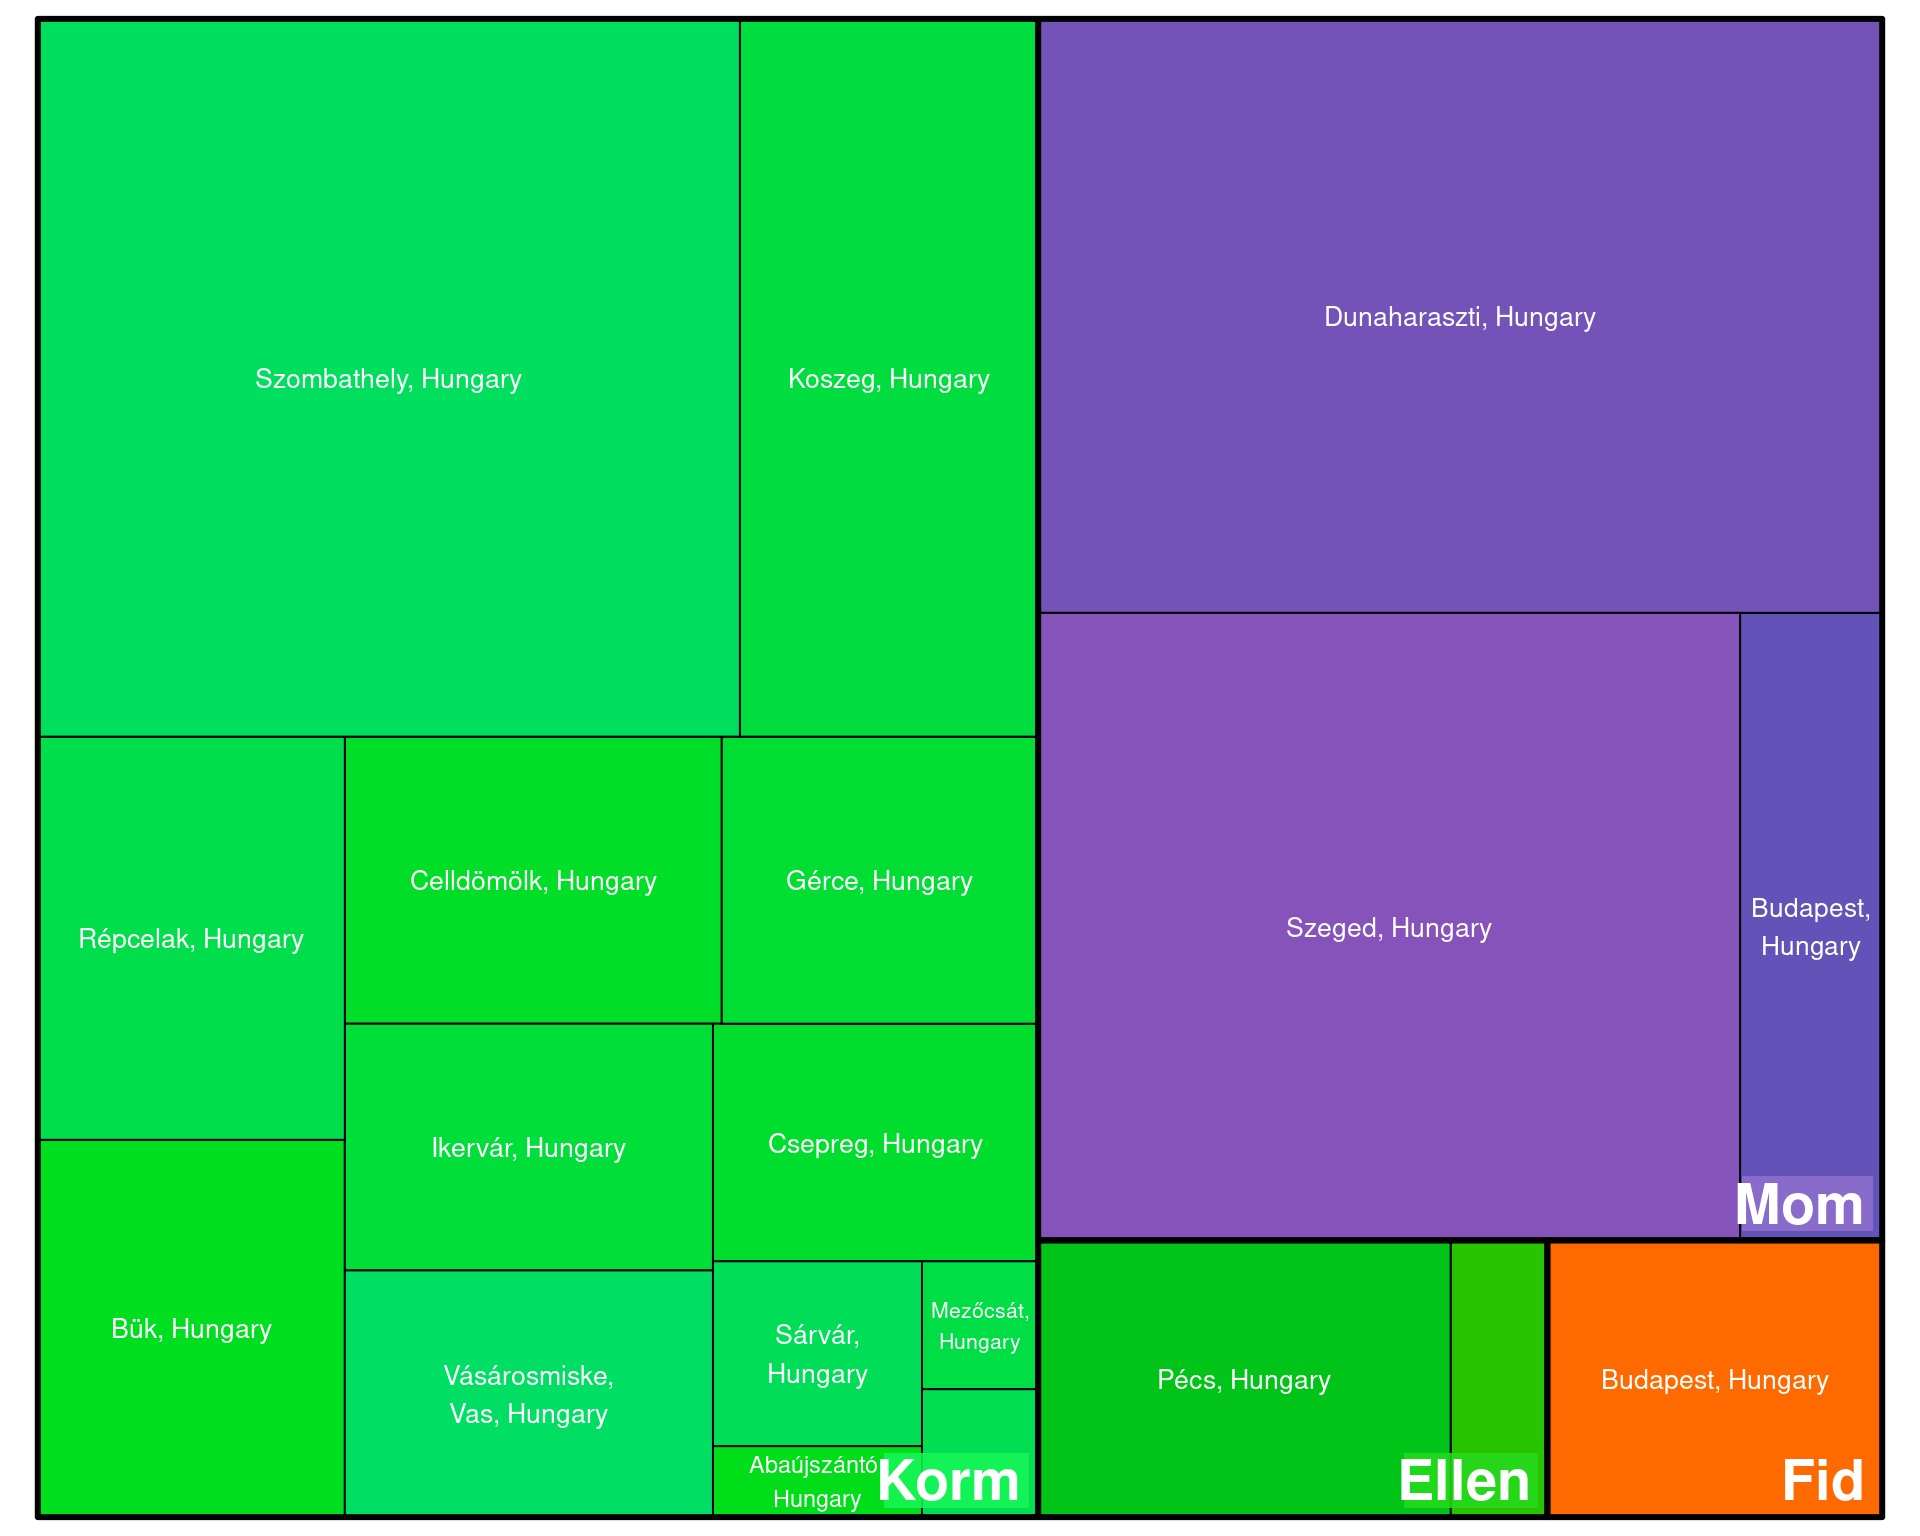 Szombathely, Hungary
Koszeg, Hungary
Dunaharaszti, Hungary
Répcelak, Hungary
Celldömölk, Hungary
Gérce, Hungary
Szeged, Hungary
Budapest,
Hungary
Ikervár, Hungary
Csepreg, Hungary
Bük, Hungary
Vásárosmiske,
Vas, Hungary
Sárvár,
Hungary
Mezőcsát,
Hungary
Abaújszántó
Hungary
Korm
Mom
Pécs, Hungary
Ellen
Budapest, Hungary
Fid